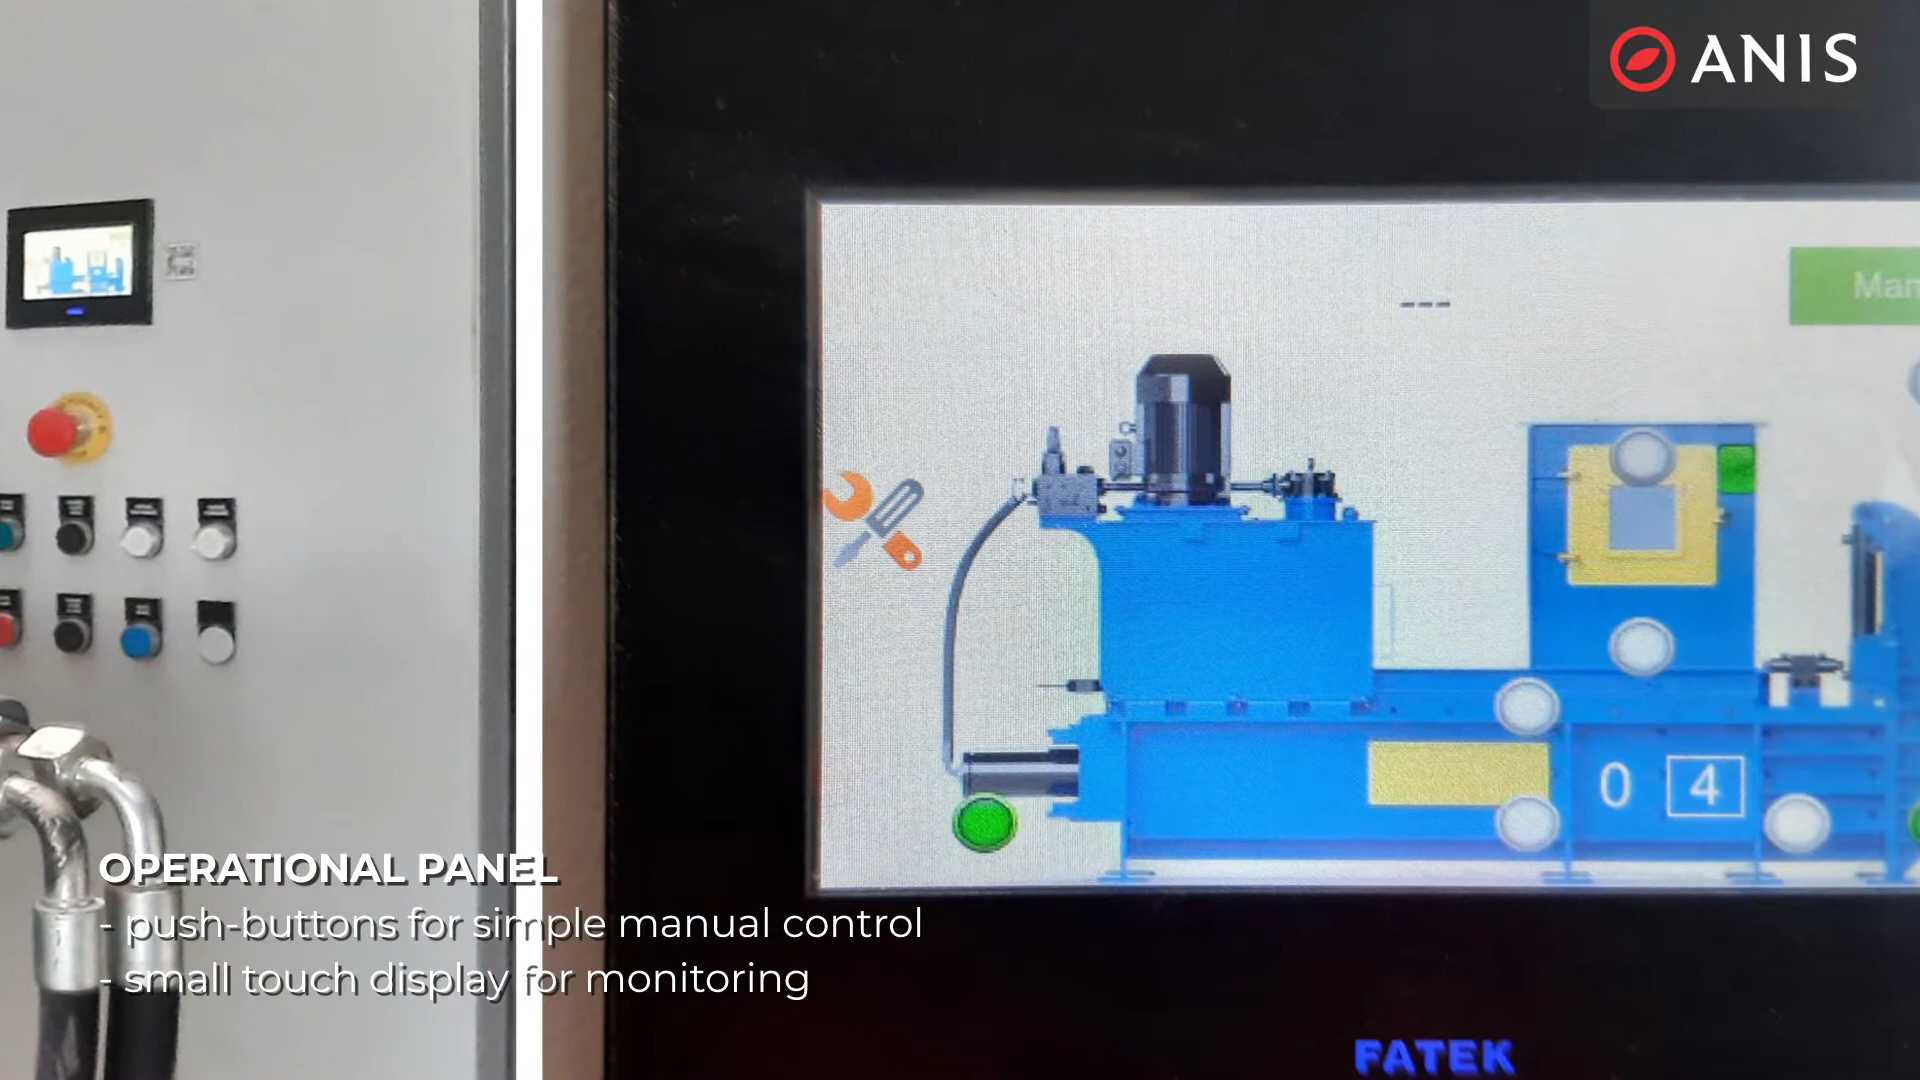 ANIS
Man
0 4
OPERATIONAL PANEL
- push-buttons for simple manual control
- small touch display for monitoring
FATEK